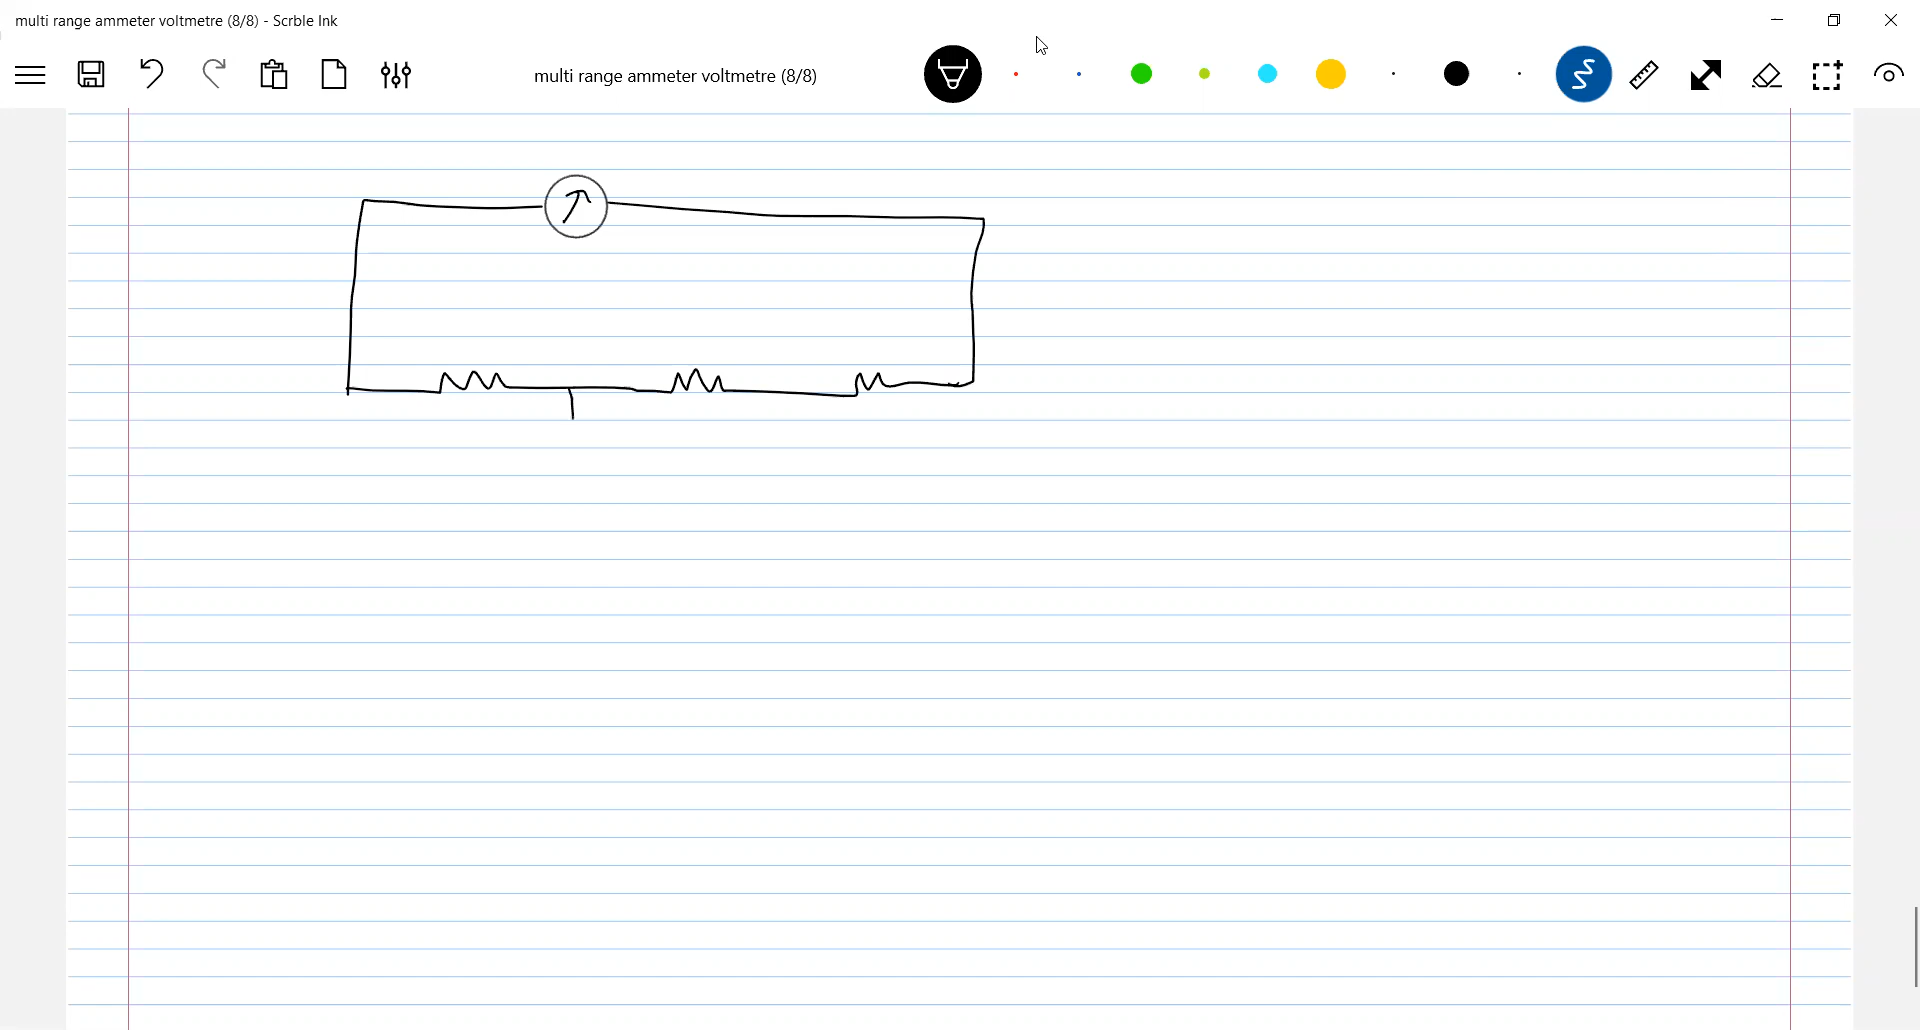 multi range ammeter voltmetre (8/8) - Scrble Ink
multi range ammeter voltmetre (8/8)